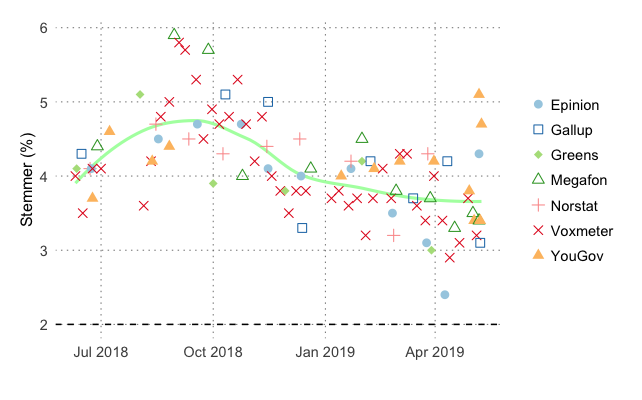 6
5
4
3
2
Stemmer (%)
Jul 2018
Oct 2018
Jan 2019
Apr 2019
Epinion
Gallup
Greens
Megafon
Norstat
Voxmeter
YouGov